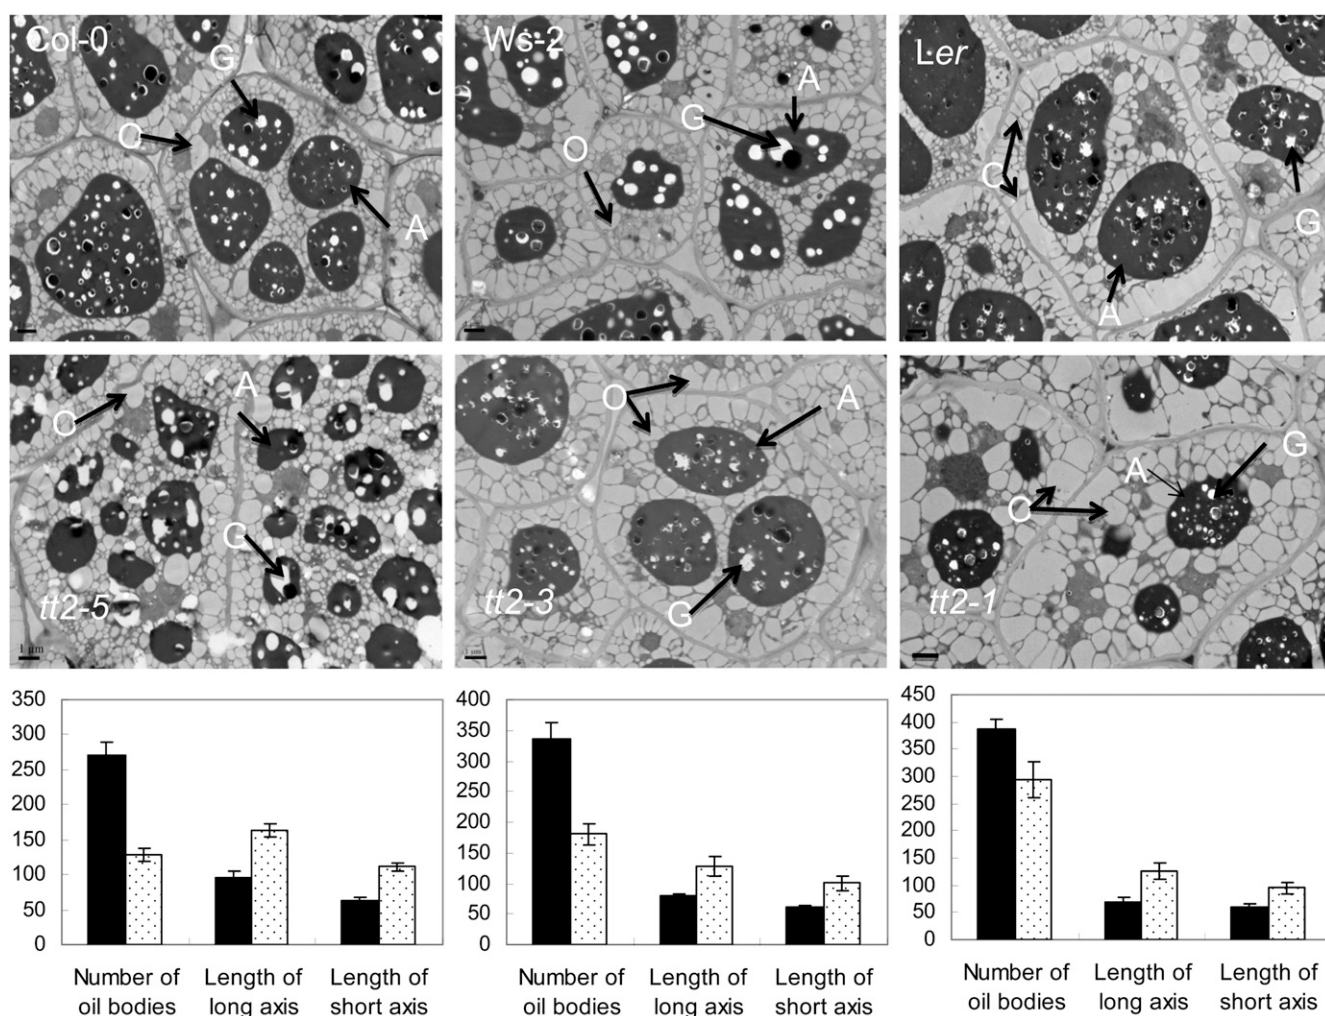 Col-0
G
O
A
Ws-2
A
G
O
Ler
O
G
A
A
O
G
tt2-5
1 μm
O
A
G
tt2-3
1 μm
A
G
O
tt2-1
350
300
250
200
150
100
50
0
Number of oil bodies
Length of long axis
Length of short axis
400
350
300
250
200
150
100
50
0
Number of oil bodies
Length of long axis
Length of short axis
450
400
350
300
250
200
150
100
50
0
Number of oil bodies
Length of long axis
Length of short axis